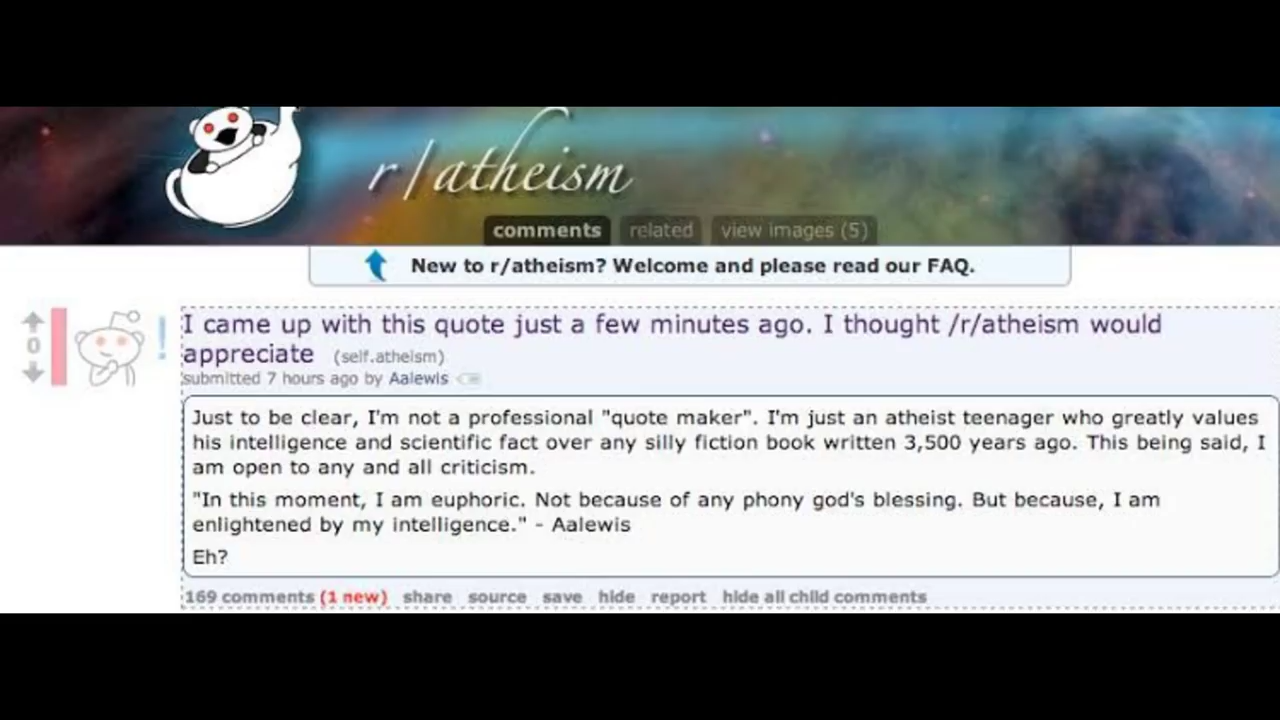 r/atheism
comments related view images (5)
New to r/atheism? Welcome and please read our FAQ.
I came up with this quote just a few minutes ago. I thought /r/atheism would
appreciate (self.atheism)
0
submitted 7 hours ago by Aalewis
Just to be clear, I'm not a professional "quote maker". I'm just an atheist teenager who greatly values
his intelligence and scientific fact over any silly fiction book written 3,500 years ago. This being said, I
am open to any and all criticism.
"In this moment, I am euphoric. Not because of any phony god's blessing. But because, I am
enlightened by my intelligence." - Aalewis
Eh?
169 comments (1 new) share source save hide report hide all child comments